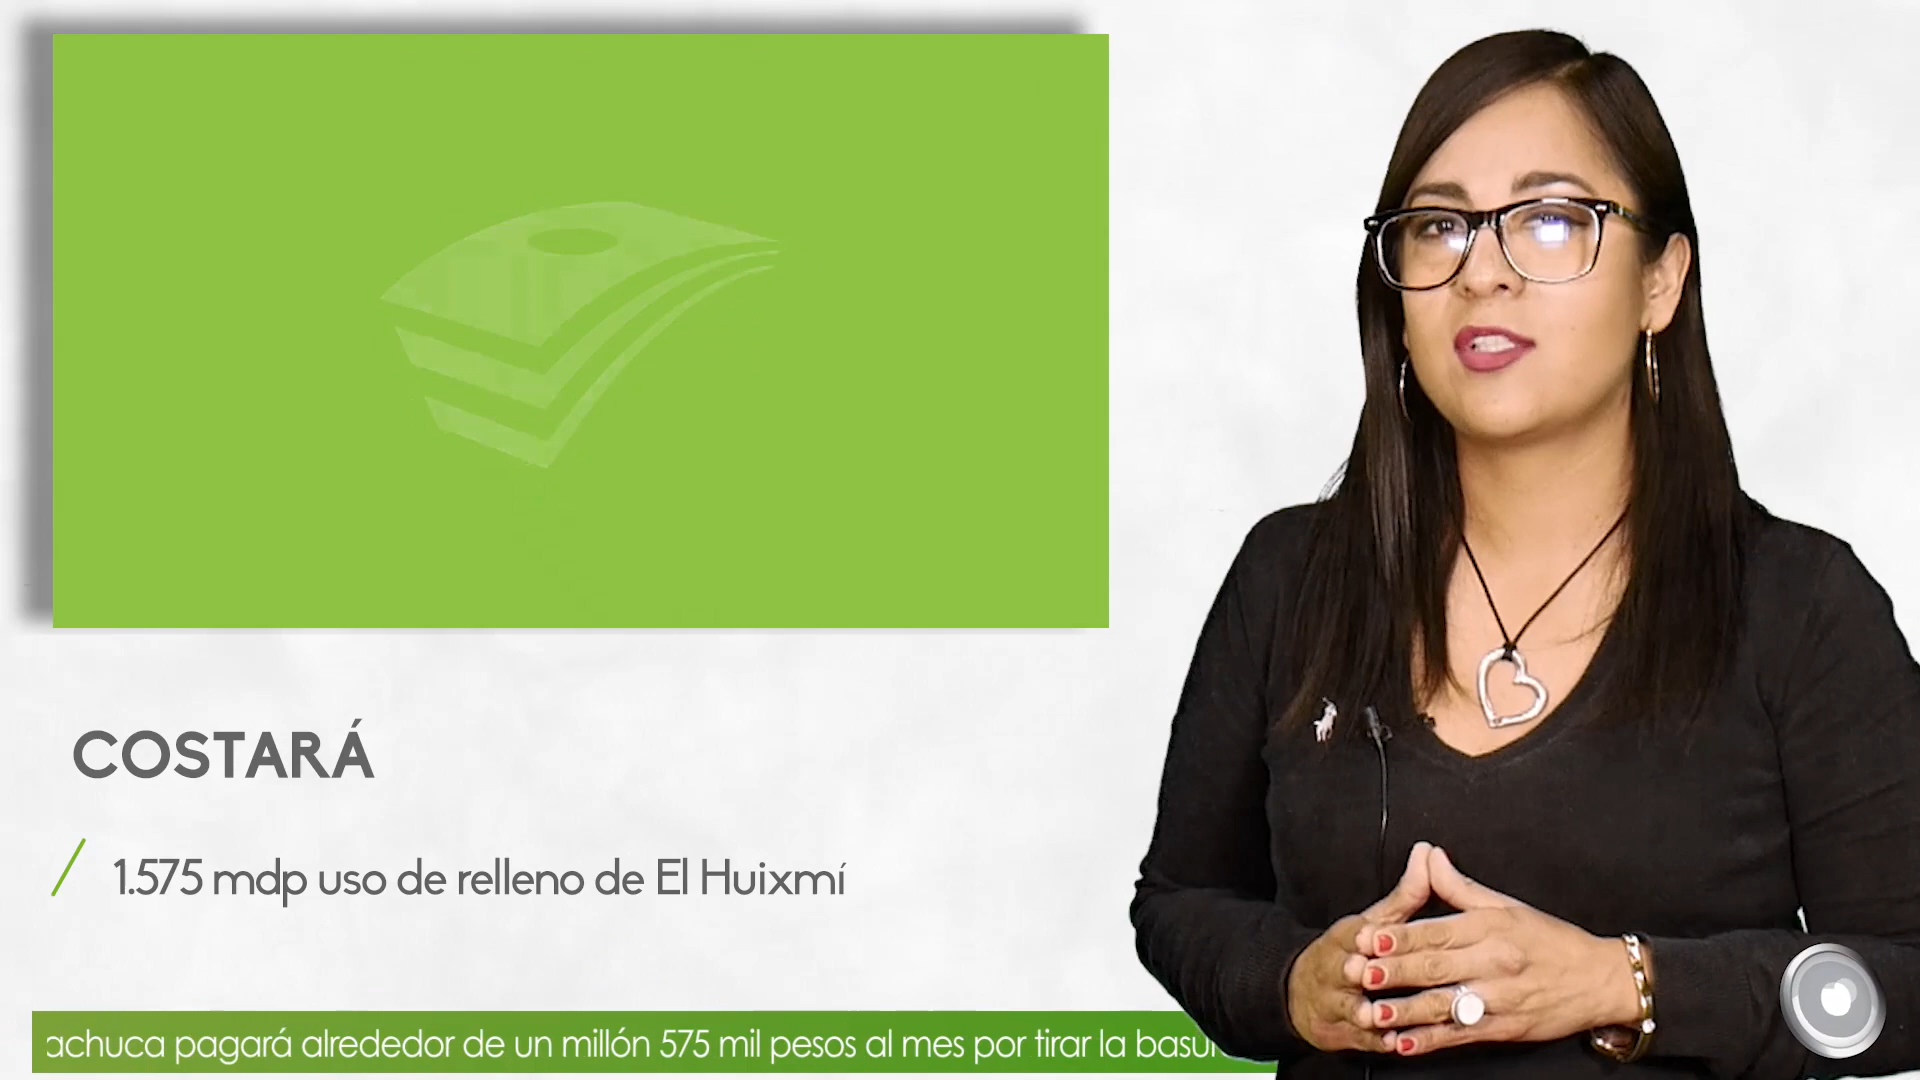 COSTARÁ
1.575 mdp uso de relleno de El Huixmí
achuca pagará alrededor de un millón 575 mil pesos al mes por tirar la